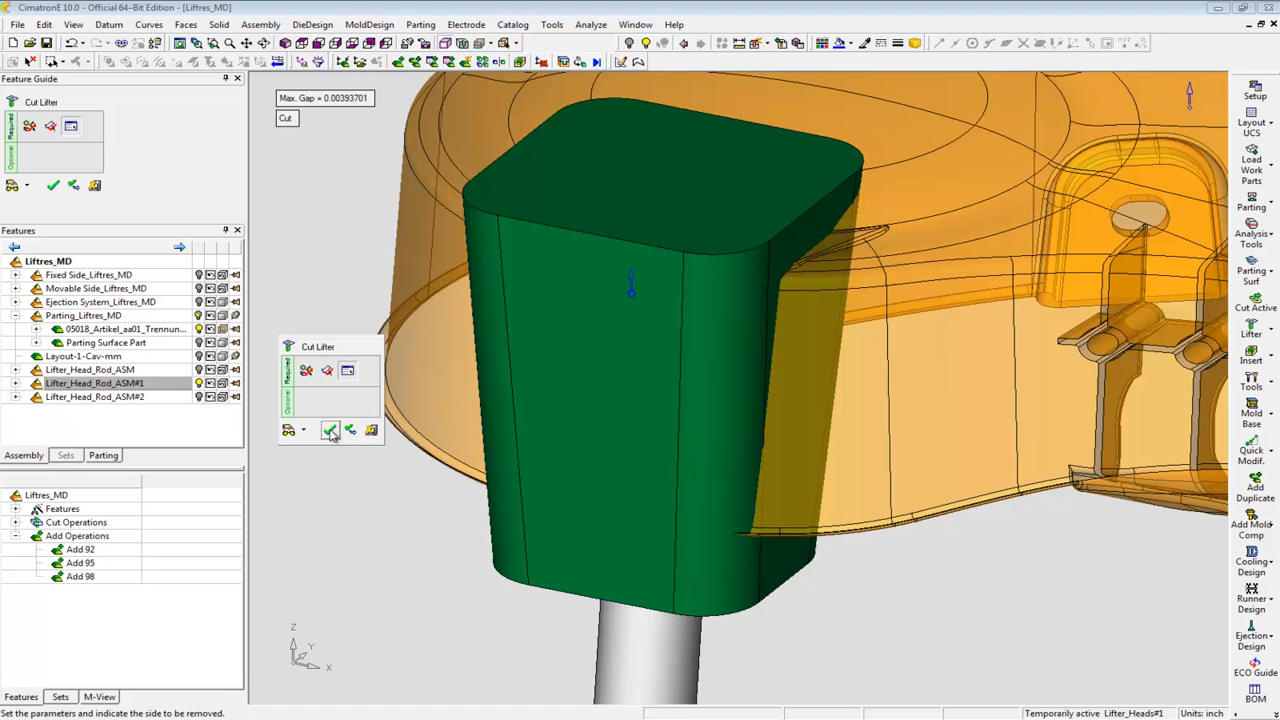 CimatronE 10.0 - Official 64-Bit Edition - [Liftres_MD]
File Edit View Datum Curves Faces Solid Assembly DieDesign MoldDesign Parting Electrode Catalog Tools Analyze Window Help
Feature Guide
Cut Lifter
Required
Optional
Features
Liftres_MD
Fixed Side_Liftres_MD
Movable Side_Liftres_MD
Ejection System_Liftres_MD
Parting_Liftres_MD
05018_Artikel_aa01_Trennun...
Parting Surface Part
Layout-1-Cav-mm
Lifter_Head_Rod_ASM
Lifter_Head_Rod_ASM#1
Lifter_Head_Rod_ASM#2
Assembly Sets Parting
Liftres_MD
Features
Cut Operations
Add Operations
Add 92
Add 95
Add 98
Features Sets M-View
Max. Gap = 0.00393701
Cut
Cut Lifter
Required
Optional
Z
Y
X
Setup
Layout
UCS
Load
Work
Parts
Parting
Analysis
Tools
Parting
Surf
Cut Active
Lifter
Insert
Tools
Mold
Base
Quick
Modif.
Add
Duplicate
Add Mold
Comp
Cooling
Design
Runner
Design
Ejection
Design
ECO Guide
BOM
Set the parameters and indicate the side to be removed.
Temporarily active Lifter_Heads#1
Units: inch